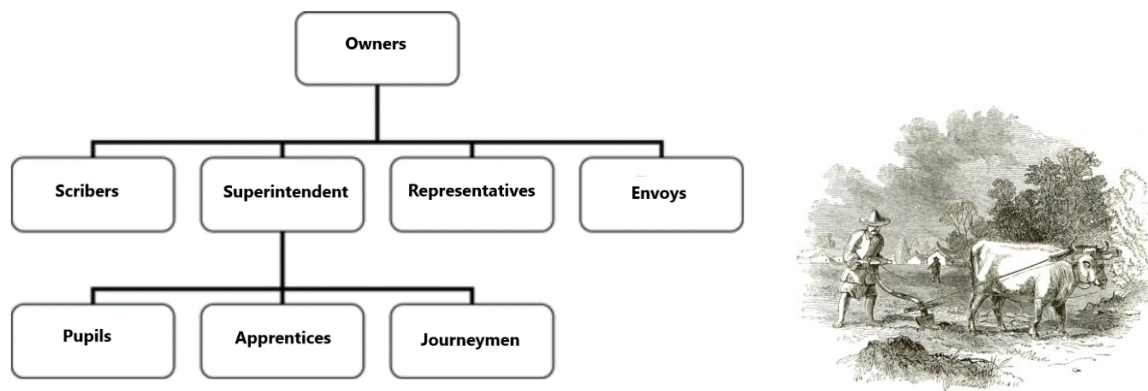 Owners
Scribers
Superintendent
Representatives
Envoys
Pupils
Apprentices
Journeymen